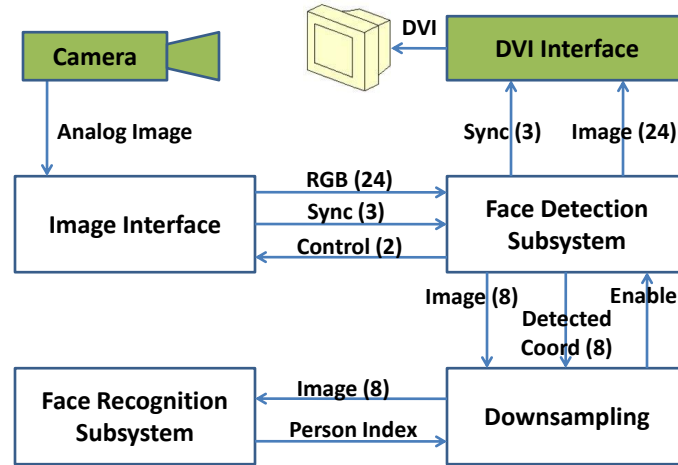 DVI
Camera
DVI Interface
Analog Image
Sync (3)
Image (24)
RGB (24)
Image Interface
Sync (3)
Control (2)
Face Detection
Subsystem
Image (8)
Enable
Detected
Coord (8)
Face Recognition
Subsystem
Image (8)
Person Index
Downsampling